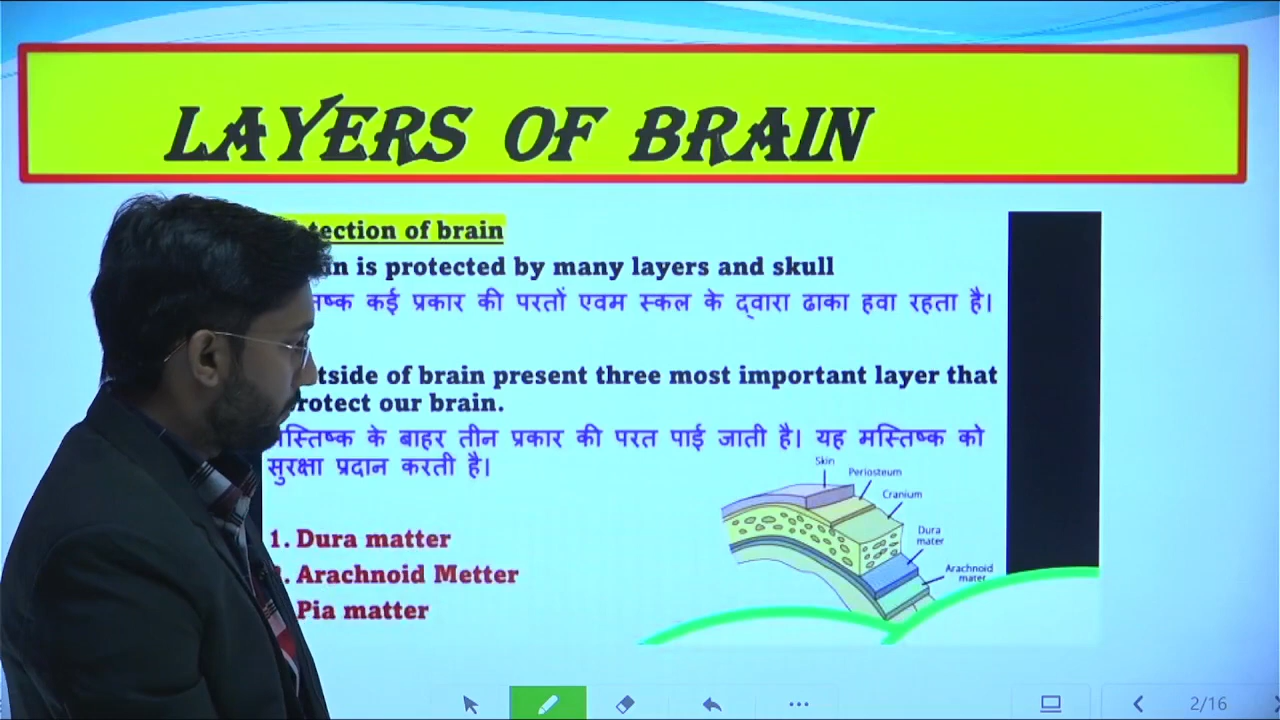 LAYERS OF BRAIN
tection of brain
in is protected by many layers and skull
कई प्रकार की परतों एवम स्कल के द्वारा ढाका हवा रहता है।
tside of brain present three most important layer that
rotect our brain.
के बाहर तीन प्रकार की परत पाई जाती है। यह मस्तिष्क को
सुरक्षा प्रदान करती है।
Skin
Periosteum
Cranium
Dura
mater
Arachnoid
mater
1. Dura matter
. Arachnoid Metter
Pia matter
2/16